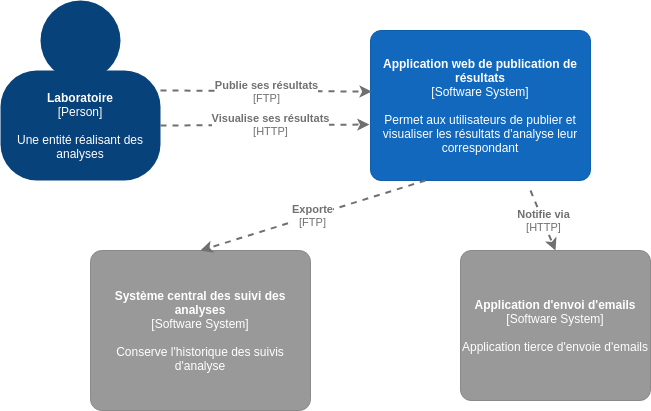 Laboratoire
[Person]
Une entité réalisant des
analyses
Publie ses résultats
[FTP]
Visualise ses résultats
[HTTP]
Application web de publication de
résultats
[Software System]
Permet aux utilisateurs de publier et
visualiser les résultats d'analyse leur
correspondant
Exporte
[FTP]
Notifie via
[HTTP]
Système central des suivi des
analyses
[Software System]
Conserve l'historique des suivis
d'analyse
Application d'envoi d'emails
[Software System]
Application tierce d'envoie d'emails